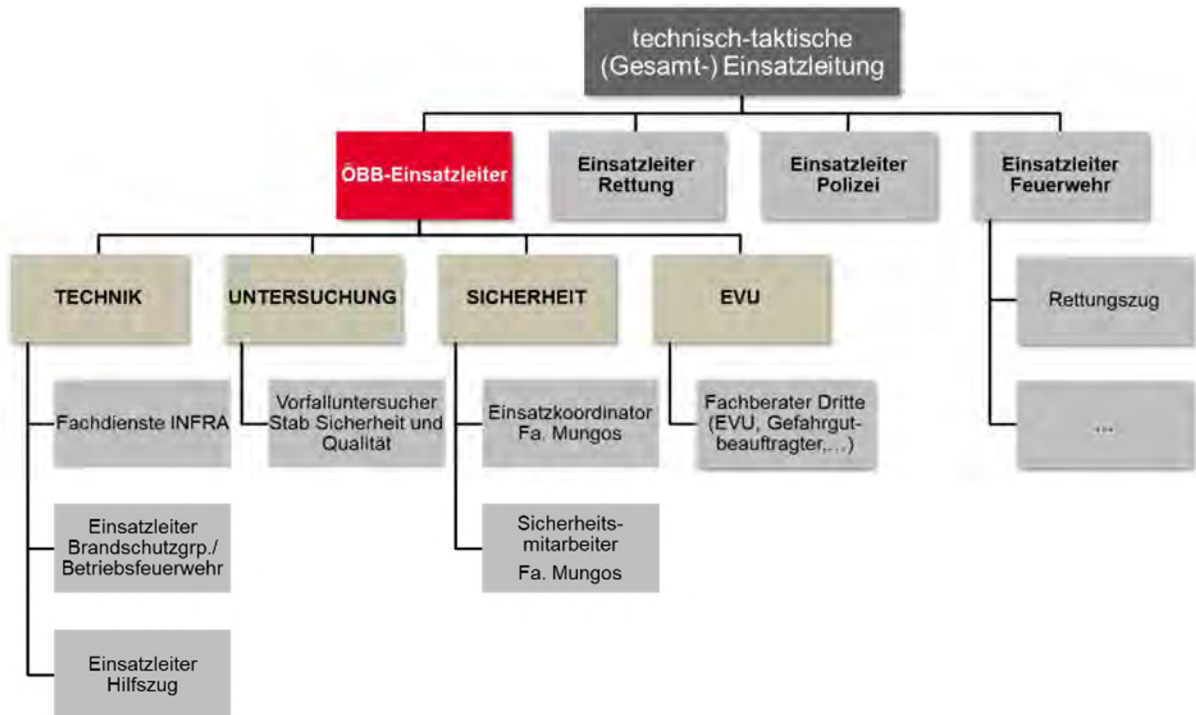 technisch-taktische
(Gesamt-) Einsatzleitung
ÖBB-Einsatzleiter
Einsatzleiter
Rettung
Einsatzleiter
Polizei
Einsatzleiter
Feuerwehr
TECHNIK
UNTERSUCHUNG
SICHERHEIT
EVU
Rettungszug
Fachdienste INFRA
Vorfalluntersucher
Stab Sicherheit und
Qualität
Einsatzkoordinator
Fa. Mungos
Fachberater Dritte
(EVU, Gefahrgut-
beauftragter,…)
…
Einsatzleiter
Brandschutzgrp./
Betriebsfeuerwehr
Sicherheits-
mitarbeiter
Fa. Mungos
Einsatzleiter
Hilfszug